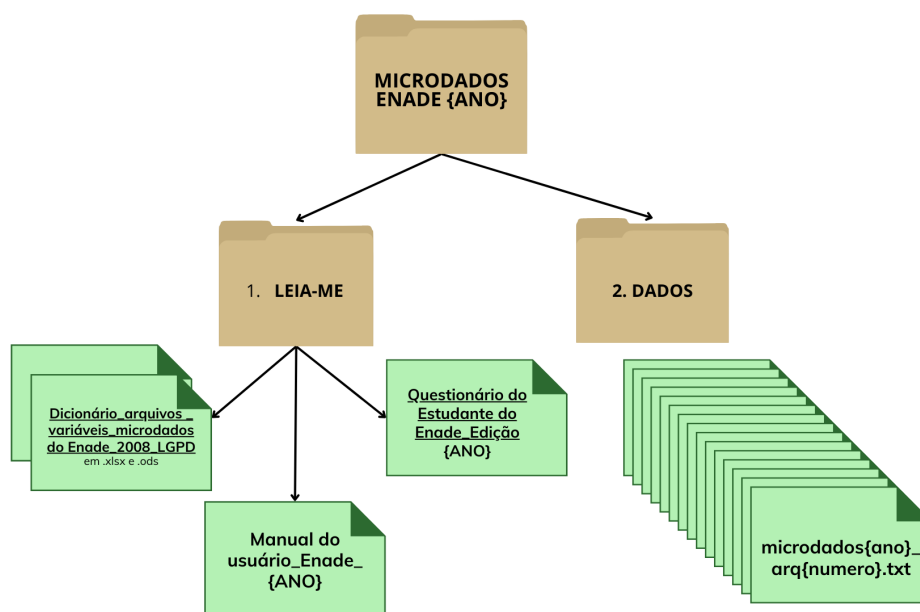 MICRODADOS
ENADE {ANO}
1. LEIA-ME
2. DADOS
Dicionário_arquivos_
variáveis_microdados
do Enade_2008_LGPD
em .xlsx e .ods
Questionário do
Estudante do
Enade_Edição
{ANO}
Manual do
usuário_Enade_
{ANO}
microdados{ano}_
arq{numero}.txt